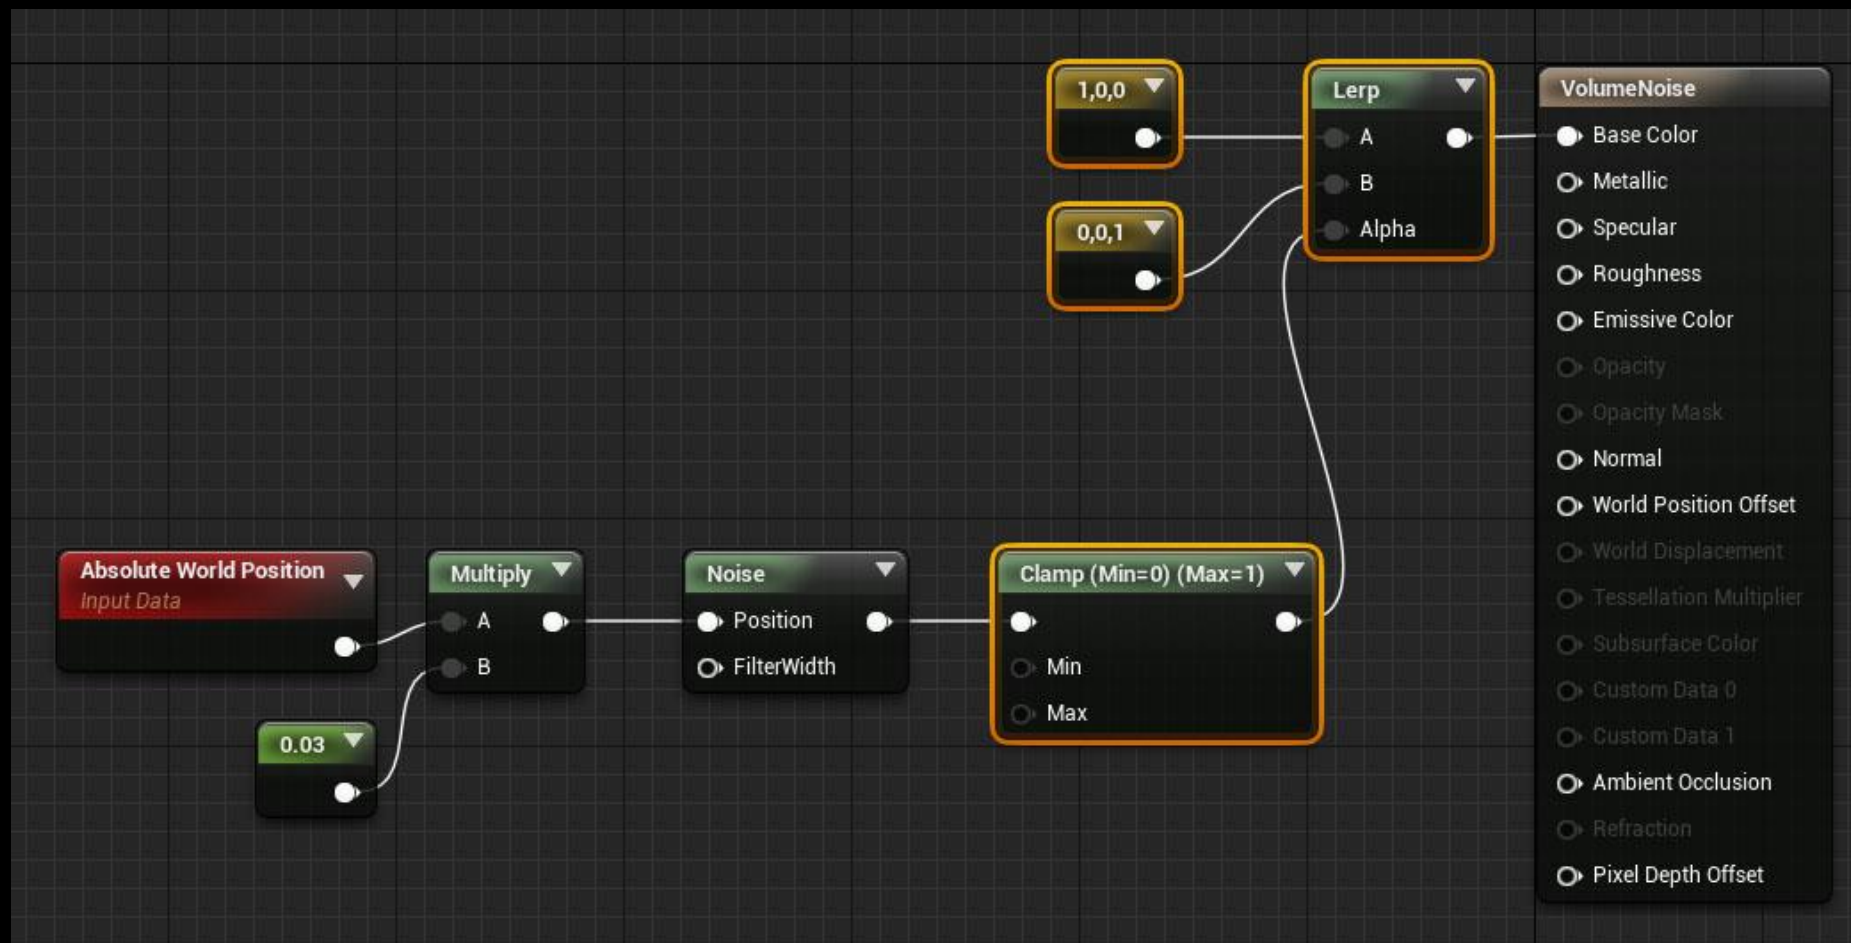 1,0,0
0,0,1
Lerp
A
B
Alpha
VolumeNoise
Base Color
Metallic
Specular
Roughness
Emissive Color
Opacity
Opacity Mask
Normal
World Position Offset
World Displacement
Tessellation Multiplier
Subsurface Color
Custom Data 0
Custom Data 1
Ambient Occlusion
Refraction
Pixel Depth Offset
Absolute World Position
Input Data
0.03
Multiply
A
B
Noise
Position
FilterWidth
Clamp (Min=0) (Max=1)
Min
Max